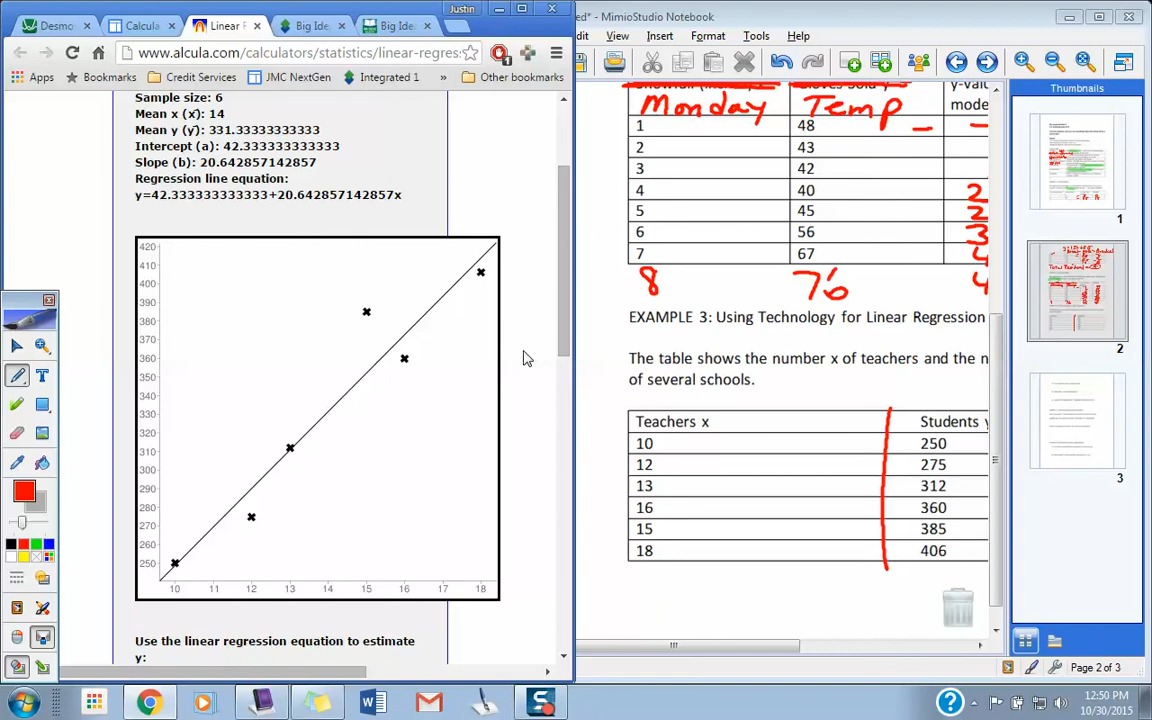 Justin
Desmo
Calcula
Linear R
Big Ide
Big Ide
www.alcula.com/calculators/statistics/linear-regres
Apps
Bookmarks
Credit Services
JMC NextGen
Integrated 1
»
Other bookmarks
Sample size: 6
Mean x (x): 14
Mean y (y): 331.33333333333
Intercept (a): 42.333333333333
Slope (b): 20.642857142857
Regression line equation:
y=42.333333333333+20.642857142857x
420
410
400
390
380
370
360
350
340
330
320
310
300
290
280
270
260
250
10 11 12 13 14 15 16 17 18
Use the linear regression equation to estimate
y:
ed* - MimioStudio Notebook
dit View Insert Format Tools Help
y-val
Monday Temp mode
1 48
2 43
3 42
4 40 2
5 45 2
6 56 3
7 67 4
8 76 4
EXAMPLE 3: Using Technology for Linear Regression
The table shows the number x of teachers and the n
of several schools.
Teachers x Students y
10 250
12 275
13 312
16 360
15 385
18 406
Thumbnails
1
2
3
Page 2 of 3
12:50 PM
10/30/2015